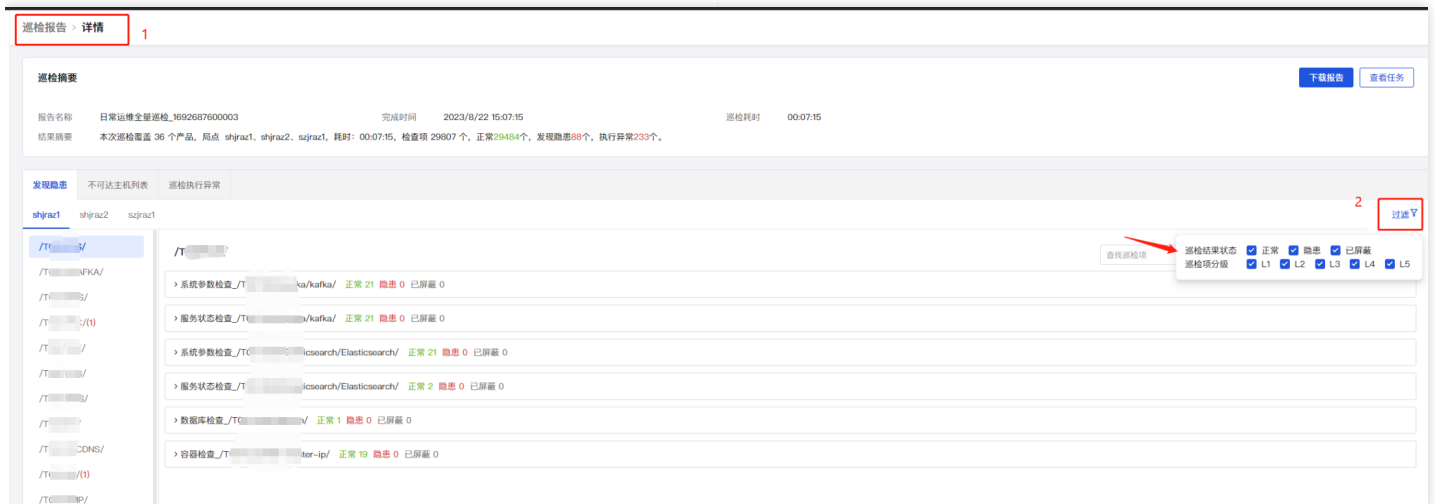 巡检报告 > 详情
1
巡检摘要
下载报告 查看任务
报告名称 日常运维全量巡检_1692687600003 完成时间 2023/8/22 15:07:15 巡检耗时 00:07:15
结果摘要 本次巡检覆盖 36 个产品，局点 shjraz1、shjraz2、szjraz1，耗时：00:07:15，检查项 29807 个，正常29484个，发现隐患88个，执行异常233个。
发现隐患 不可达主机列表 巡检执行异常
2
shjraz1 shjraz2 szjraz1
过滤
/T S/
/T
查找巡检项
巡检结果状态 正常 隐患 已屏蔽
巡检项分级 L1 L2 L3 L4 L5
/T AFKA/
> 系统参数检查_/T ka/kafka/ 正常 21 隐患 0 已屏蔽 0
/T S/
> 服务状态检查_/T a/kafka/ 正常 21 隐患 0 已屏蔽 0
/T /(1)
/T /
> 系统参数检查_/T icsearch/Elasticsearch/ 正常 21 隐患 0 已屏蔽 0
/T /
> 服务状态检查_/T icsearch/Elasticsearch/ 正常 2 隐患 0 已屏蔽 0
/T S/
/T
> 数据库检查_/T / 正常 1 隐患 0 已屏蔽 0
/T CDNS/
> 容器检查_/T ter-ip/ 正常 19 隐患 0 已屏蔽 0
/T /(1)
/T MP/